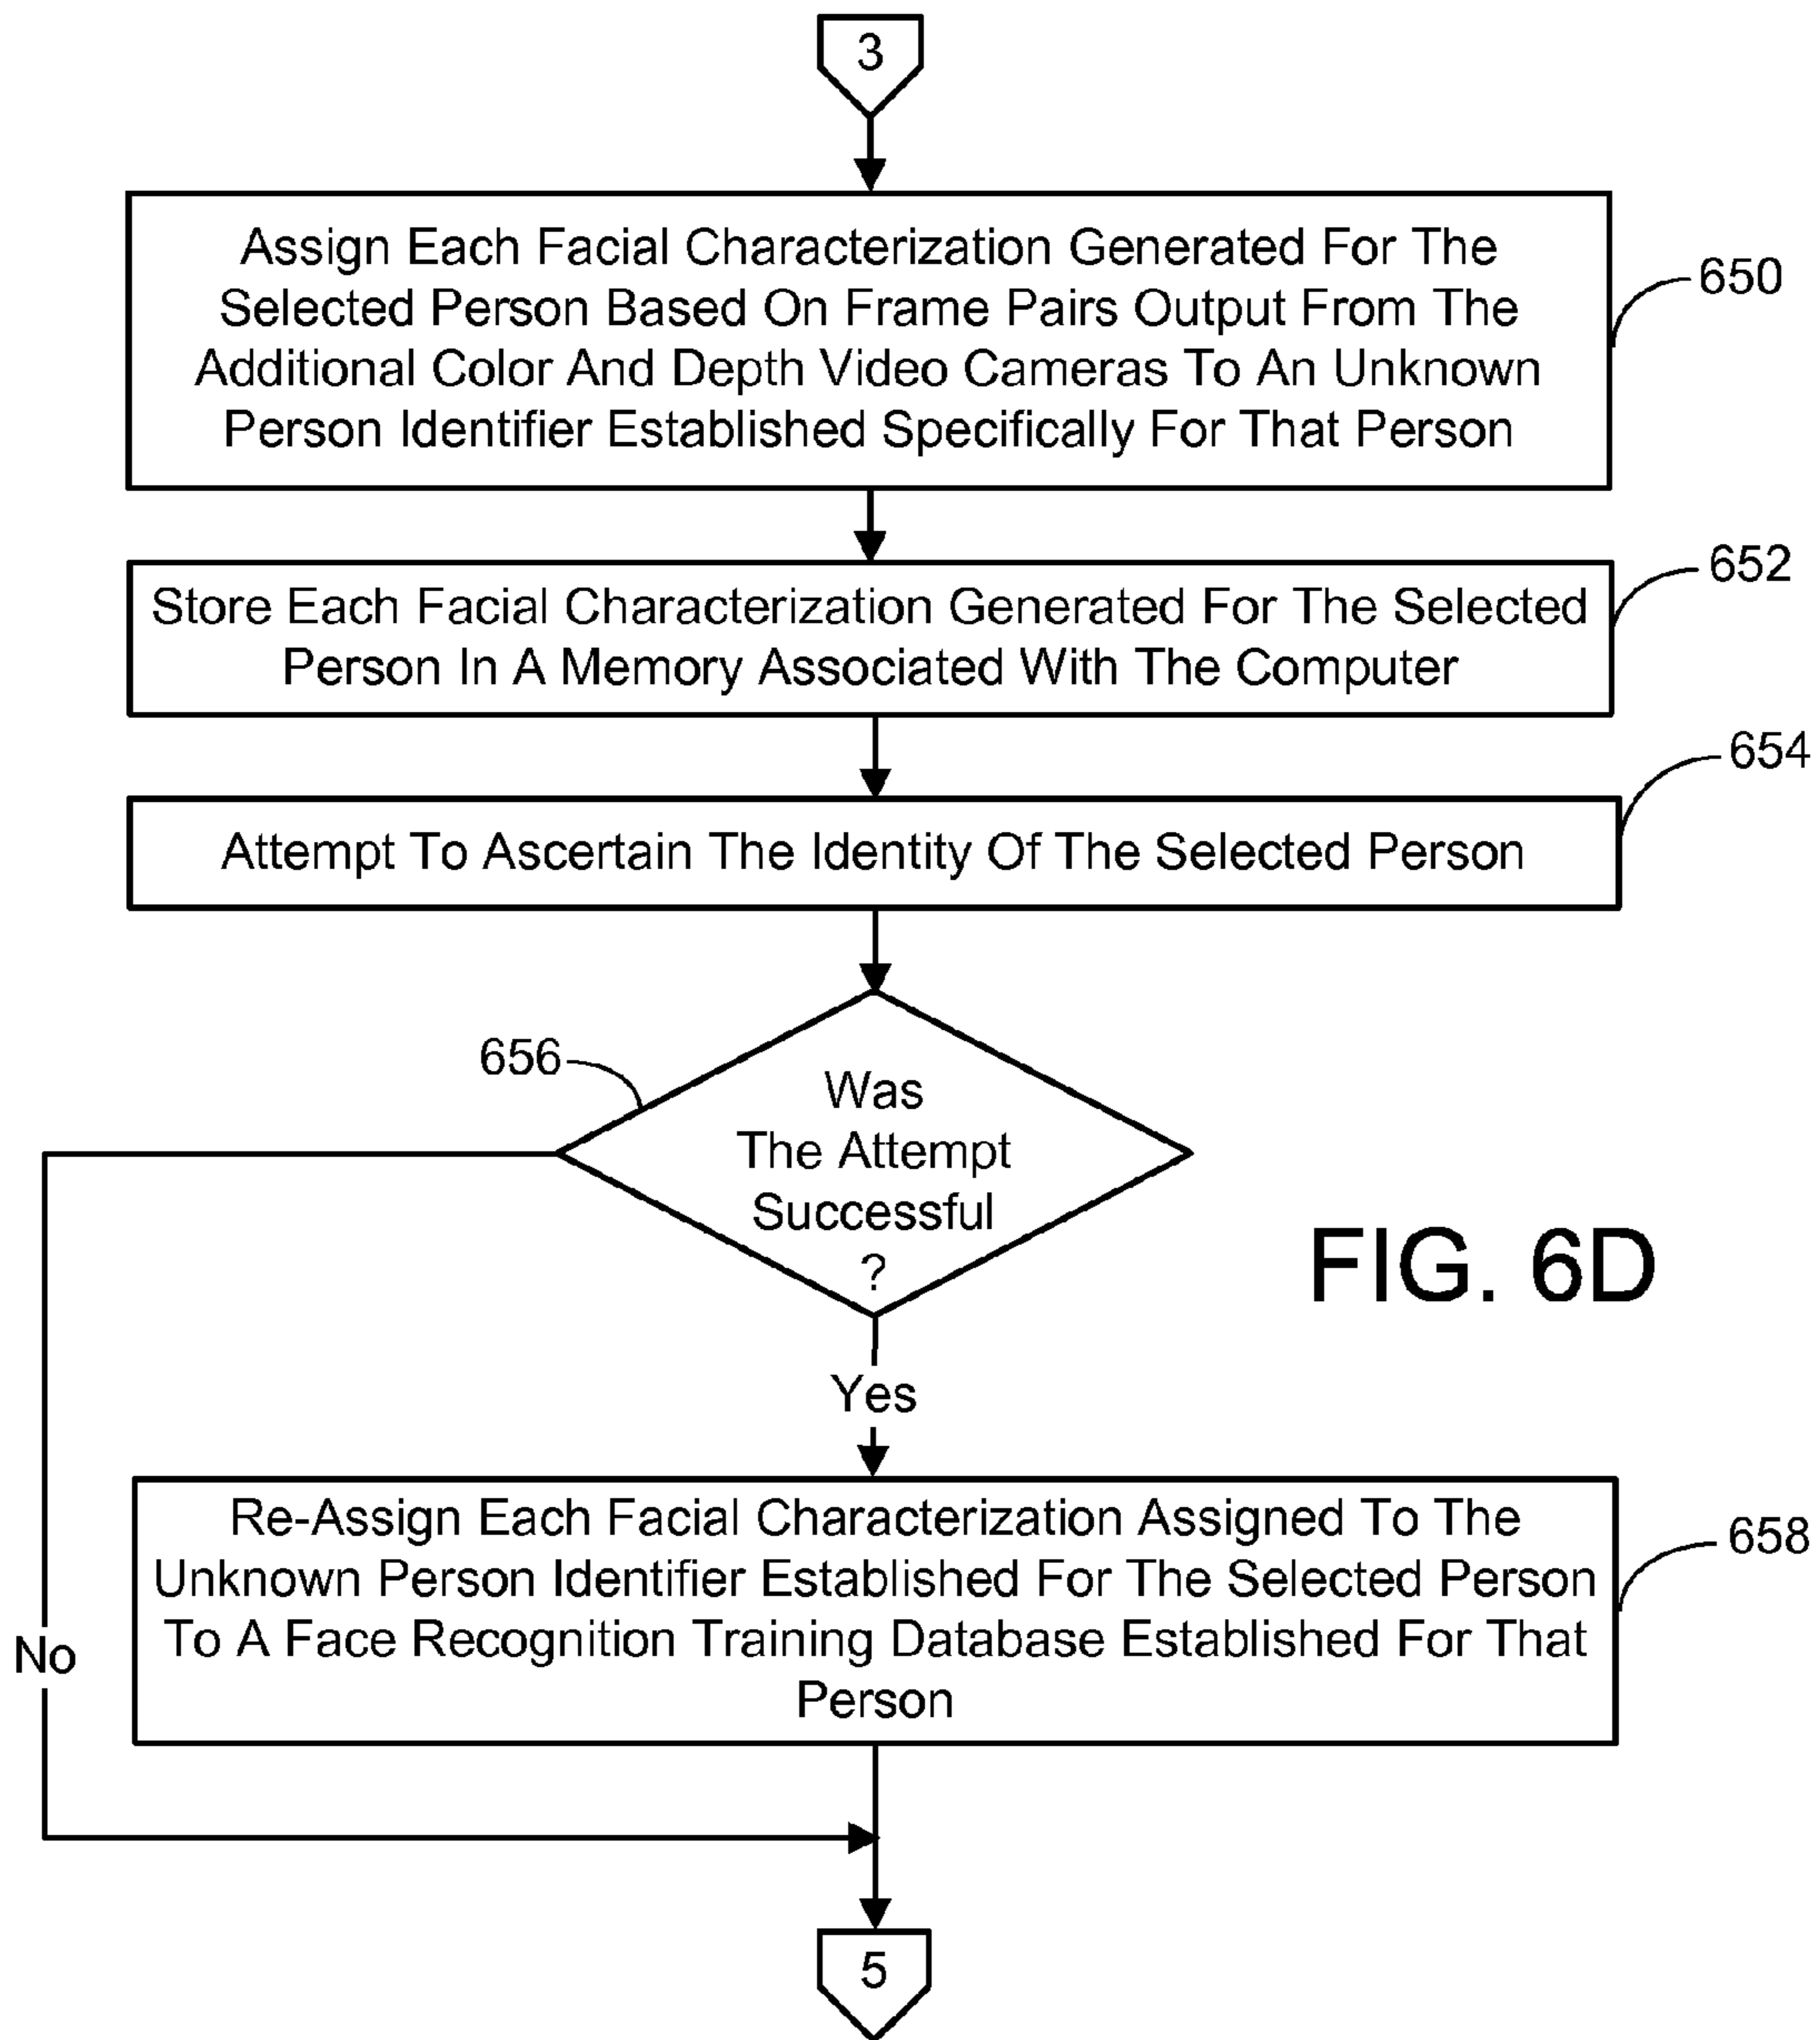 3
Assign Each Facial Characterization Generated For The
Selected Person Based On Frame Pairs Output From The
Additional Color And Depth Video Cameras To An Unknown
Person Identifier Established Specifically For That Person
650
Store Each Facial Characterization Generated For The Selected
Person In A Memory Associated With The Computer
652
Attempt To Ascertain The Identity Of The Selected Person
654
656
Was
The Attempt
Successful
?
FIG. 6D
Yes
No
Re-Assign Each Facial Characterization Assigned To The
Unknown Person Identifier Established For The Selected Person
To A Face Recognition Training Database Established For That
Person
658
5